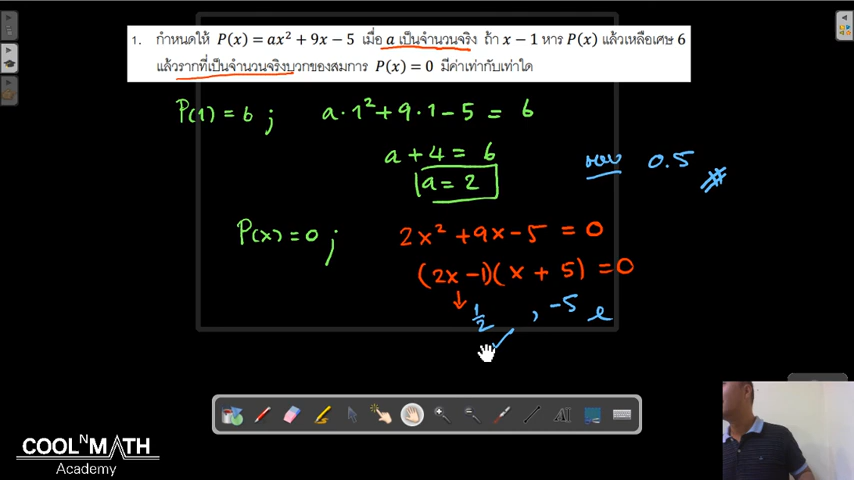 1. กำหนดให้ P(x) = ax² + 9x − 5 เมื่อ a เป็นจำนวนจริง ถ้า x − 1 หาร P(x) แล้วเหลือเศษ 6
แล้วรากที่เป็นจำนวนจริงบวกของสมการ P(x) = 0 มีค่าเท่ากับเท่าใด
P(1) = 6 ; a·1² + 9·1 − 5 = 6
a + 4 = 6
ตอบ 0.5
a = 2
P(x) = 0 ; 2x² + 9x − 5 = 0
(2x − 1)(x + 5) = 0
1/2 , −5
COOL N MATH
Academy